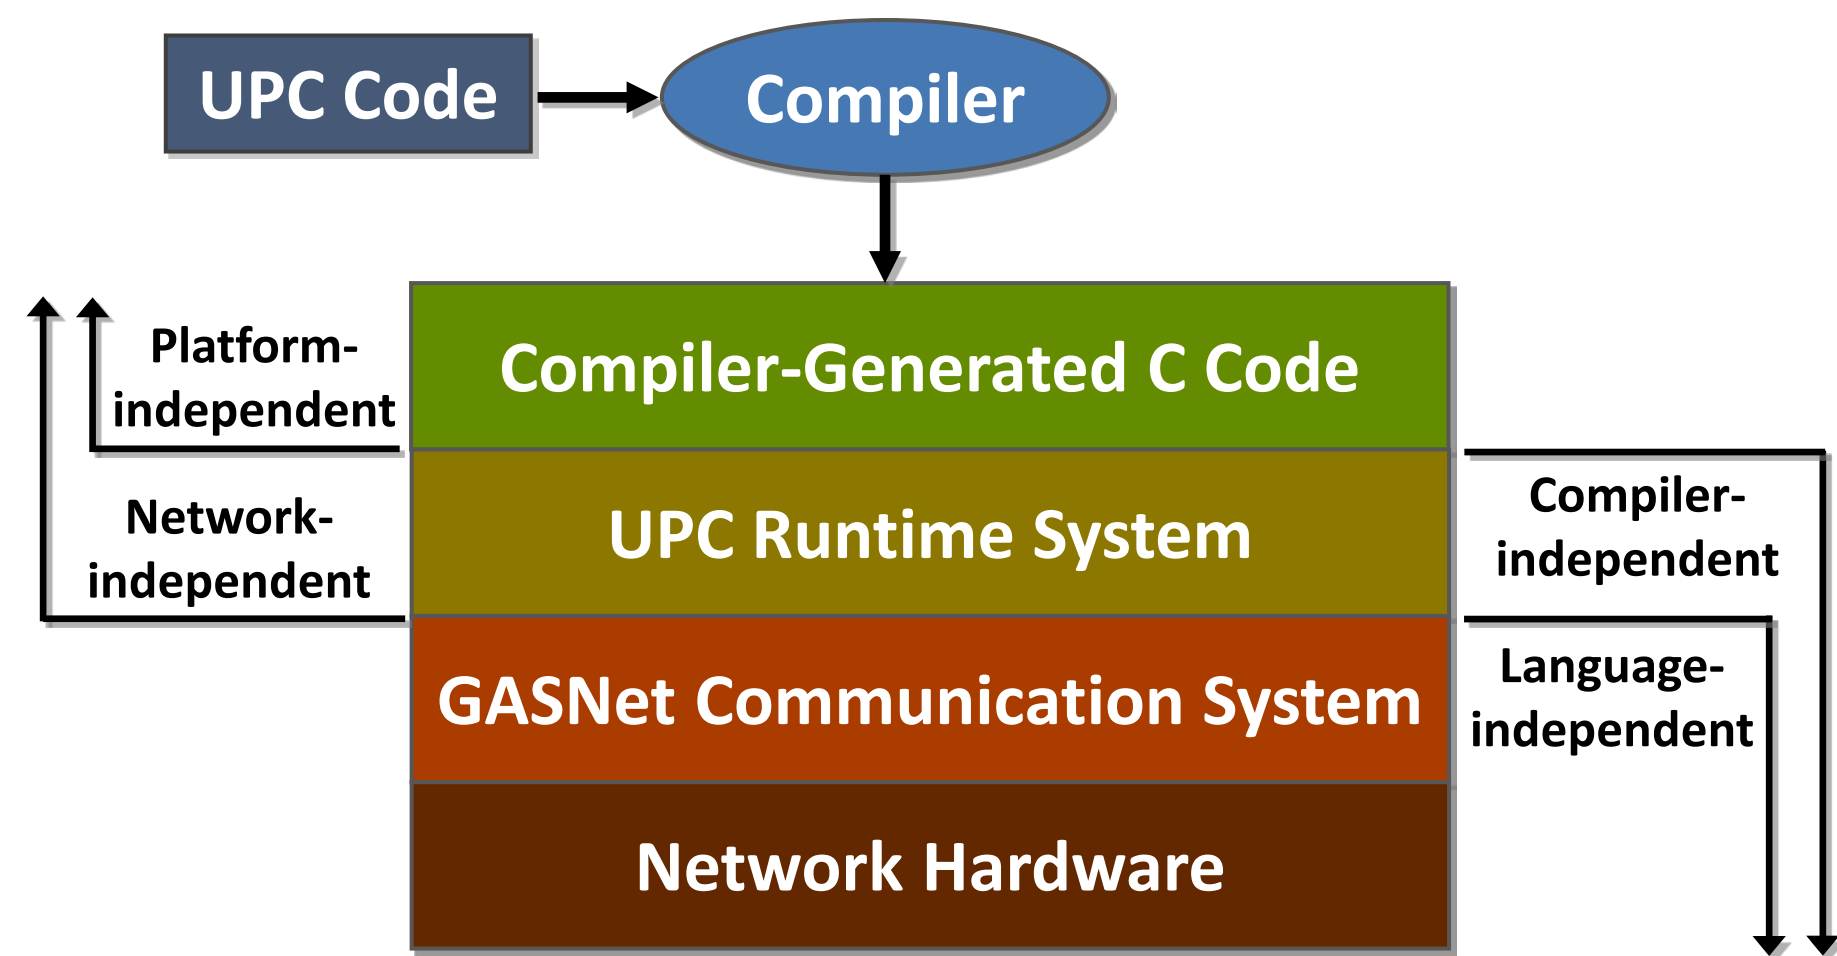 UPC Code
Compiler
Platform-
independent
Compiler-Generated C Code
Network-
independent
UPC Runtime System
Compiler-
independent
GASNet Communication System
Language-
independent
Network Hardware